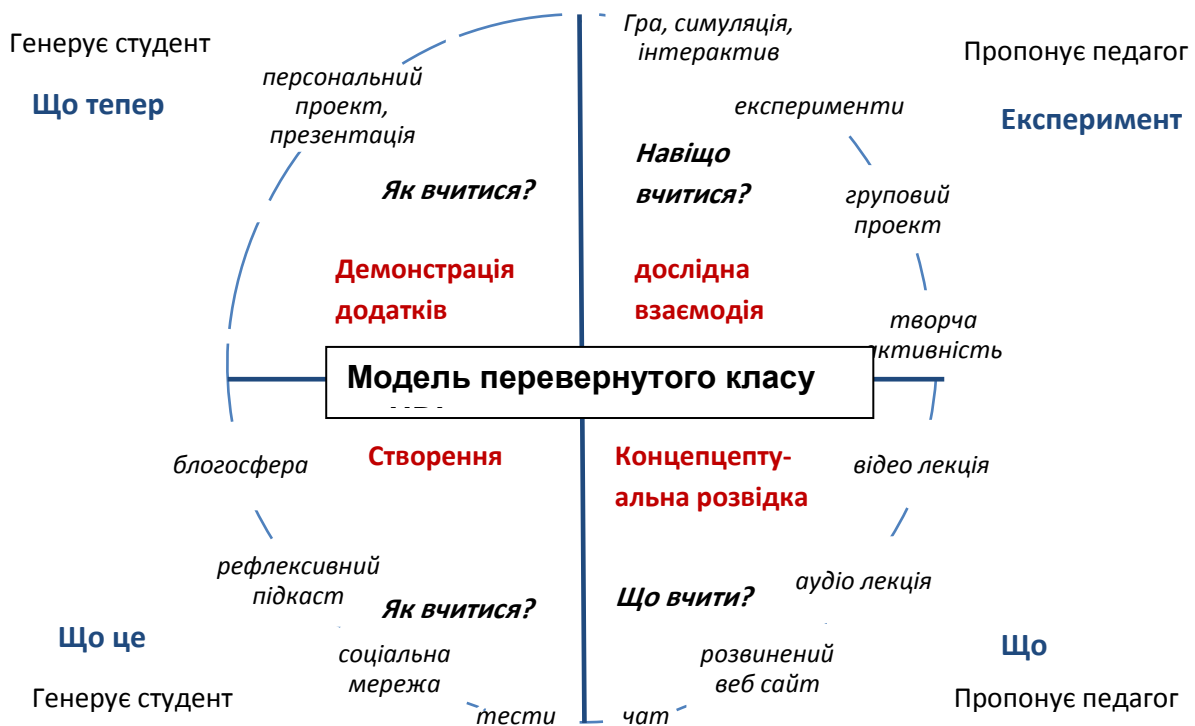 Генерує студент
Що тепер
персональний
проект,
презентація
Як вчитися?
Демонстрація
додатків
Гра, симуляція,
інтерактив
Пропонує педагог
Експеримент
експерименти
Навіщо
вчитися?
груповий
проект
дослідна
взаємодія
творча
активність
Модель перевернутого класу
блогосфера
Створення
рефлексивний
підкаст
Як вчитися?
Що це
соціальна
мережа
Генерує студент
тести
Концепцепту-
альна розвідка
відео лекція
аудіо лекція
Що вчити?
Що
розвинений
веб сайт
Пропонує педагог
чат